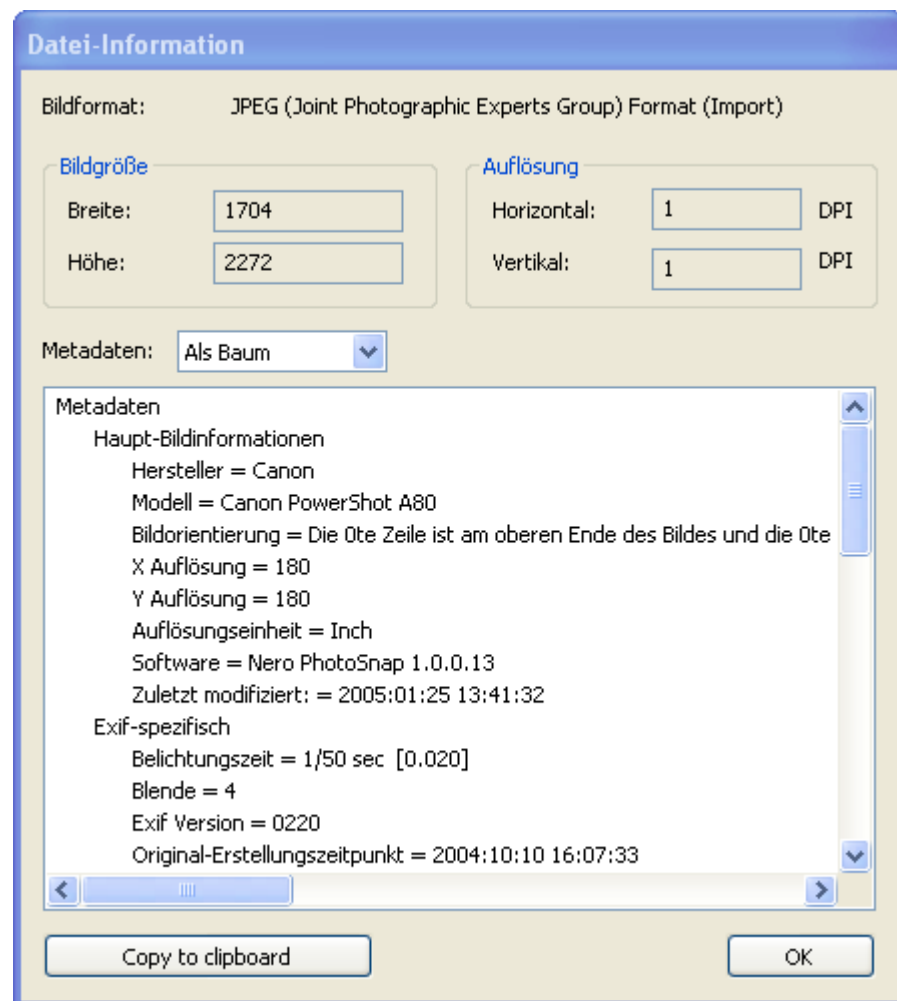 Datei-Information
Bildformat: JPEG (Joint Photographic Experts Group) Format (Import)
Bildgröße
Breite: 1704
Höhe: 2272
Auflösung
Horizontal: 1 DPI
Vertikal: 1 DPI
Metadaten: Als Baum
Metadaten
Haupt-Bildinformationen
Hersteller = Canon
Modell = Canon PowerShot A80
Bildorientierung = Die 0te Zeile ist am oberen Ende des Bildes und die 0te
X Auflösung = 180
Y Auflösung = 180
Auflösungseinheit = Inch
Software = Nero PhotoSnap 1.0.0.13
Zuletzt modifiziert: = 2005:01:25 13:41:32
Exif-spezifisch
Belichtungszeit = 1/50 sec [0.020]
Blende = 4
Exif Version = 0220
Original-Erstellungszeitpunkt = 2004:10:10 16:07:33
Copy to clipboard OK